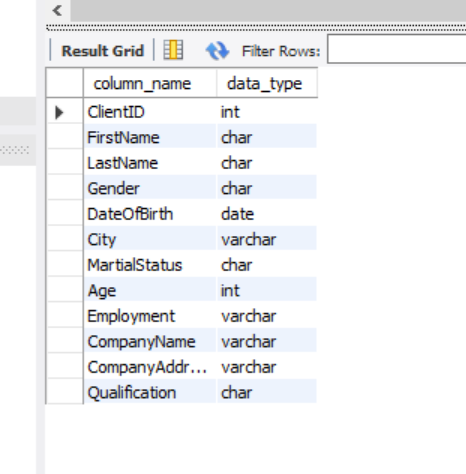 Result Grid Filter Rows:
column_name data_type
ClientID int
FirstName char
LastName char
Gender char
DateOfBirth date
City varchar
MartialStatus char
Age int
Employment varchar
CompanyName varchar
CompanyAddr... varchar
Qualification char